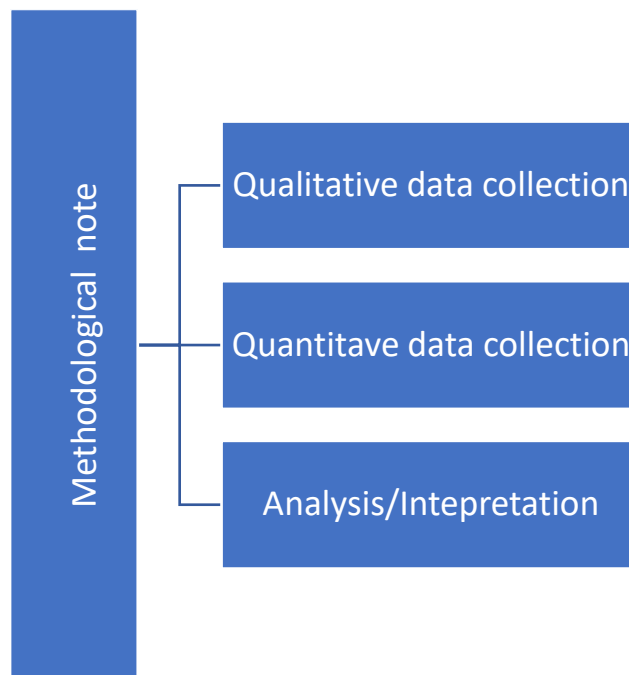 Methodological note
Qualitative data collection
Quantitave data collection
Analysis/Intepretation